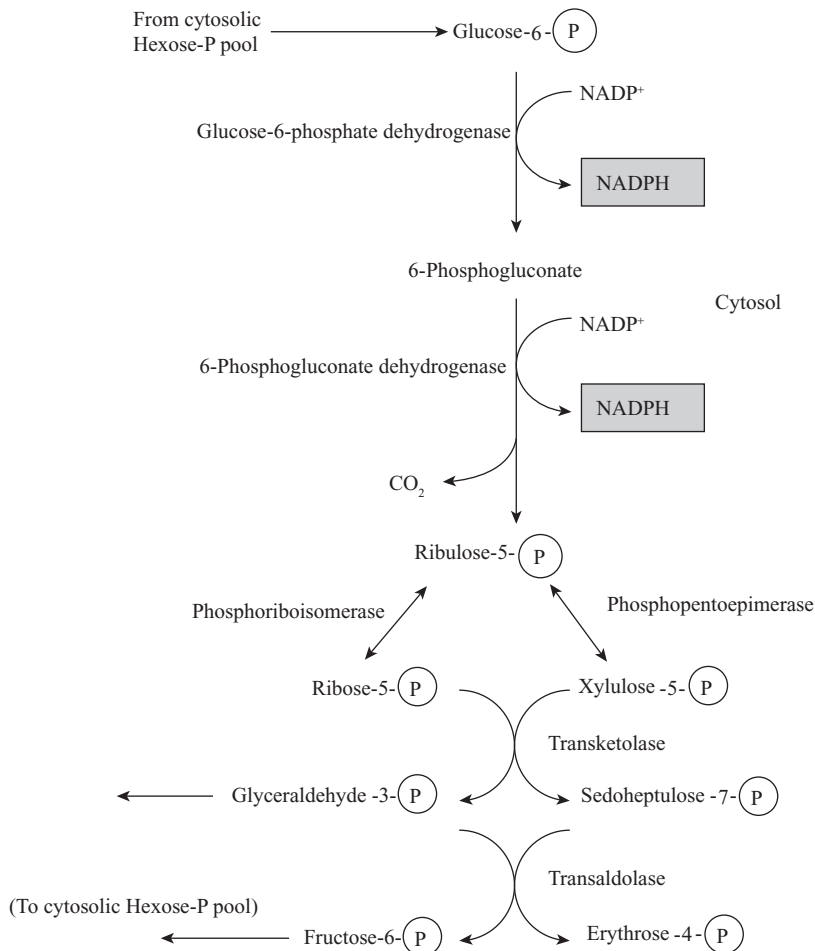 From cytosolic
Hexose-P pool
Glucose-6-P
NADP⁺
Glucose-6-phosphate dehydrogenase
NADPH
6-Phosphogluconate
Cytosol
NADP⁺
6-Phosphogluconate dehydrogenase
NADPH
CO₂
Ribulose-5-P
Phosphoriboisomerase
Phosphopentoepimerase
Ribose-5-P
Xylulose -5-P
Transketolase
Glyceraldehyde -3-P
Sedoheptulose -7-P
Transaldolase
(To cytosolic Hexose-P pool)
Fructose-6-P
Erythrose -4-P